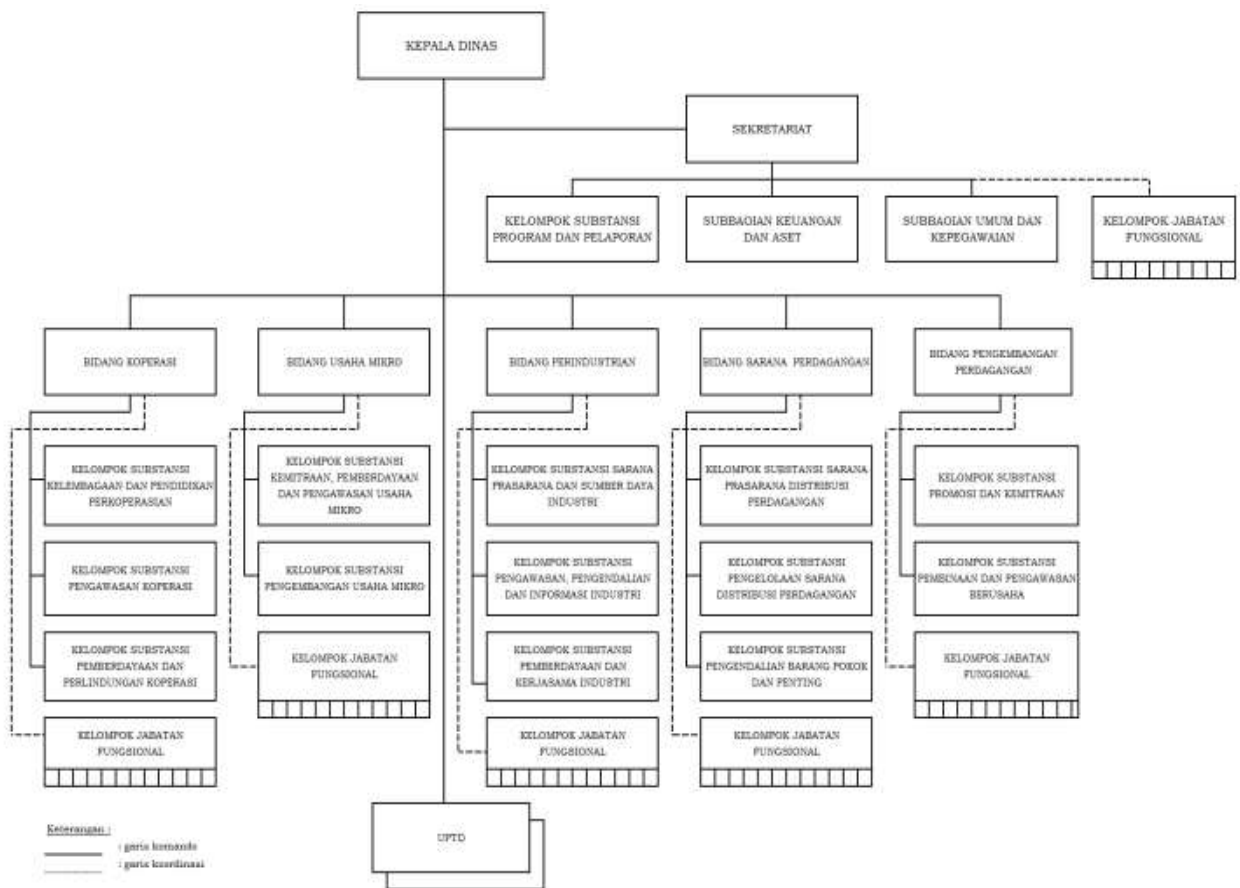 KEPALA DINAS
SEKRETARIAT
KELOMPOK SUBSTANSI
PROGRAM DAN PELAPORAN
SUBBAGIAN KEUANGAN
DAN ASET
SUBBAGIAN UMUM DAN
KEPEGAWAIAN
KELOMPOK JABATAN
FUNGSIONAL
BIDANG KOPERASI
BIDANG USAHA MIKRO
BIDANG PERINDUSTRIAN
BIDANG SARANA PERDAGANGAN
BIDANG PENGEMBANGAN
PERDAGANGAN
KELOMPOK SUBSTANSI
KELEMBAGAAN DAN PENDIDIKAN
PERKOPERASIAN
KELOMPOK SUBSTANSI
KEMITRAAN, PEMBERDAYAAN
DAN PENGAWASAN USAHA
MIKRO
KELOMPOK SUBSTANSI SARANA
PRASARANA DAN SUMBER DAYA
INDUSTRI
KELOMPOK SUBSTANSI SARANA
PRASARANA DISTRIBUSI
PERDAGANGAN
KELOMPOK SUBSTANSI
PROMOSI DAN KEMITRAAN
KELOMPOK SUBSTANSI
PENGAWASAN KOPERASI
KELOMPOK SUBSTANSI
PENGEMBANGAN USAHA MIKRO
KELOMPOK SUBSTANSI
PENGAWASAN, PENGENDALIAN
DAN INFORMASI INDUSTRI
KELOMPOK SUBSTANSI
PENGELOLAAN SARANA
DISTRIBUSI PERDAGANGAN
KELOMPOK SUBSTANSI
PEMBINAAN DAN PENGAWASAN
BERUSAHA
KELOMPOK SUBSTANSI
PEMBERDAYAAN DAN
PERLINDUNGAN KOPERASI
KELOMPOK JABATAN
FUNGSIONAL
KELOMPOK SUBSTANSI
PEMBERDAYAAN DAN
KERJASAMA INDUSTRI
KELOMPOK SUBSTANSI
PENGENDALIAN BARANG POKOK
DAN PENTING
KELOMPOK JABATAN
FUNGSIONAL
KELOMPOK JABATAN
FUNGSIONAL
KELOMPOK JABATAN
FUNGSIONAL
KELOMPOK JABATAN
FUNGSIONAL
UPTD
Keterangan :
: garis komando
: garis koordinasi